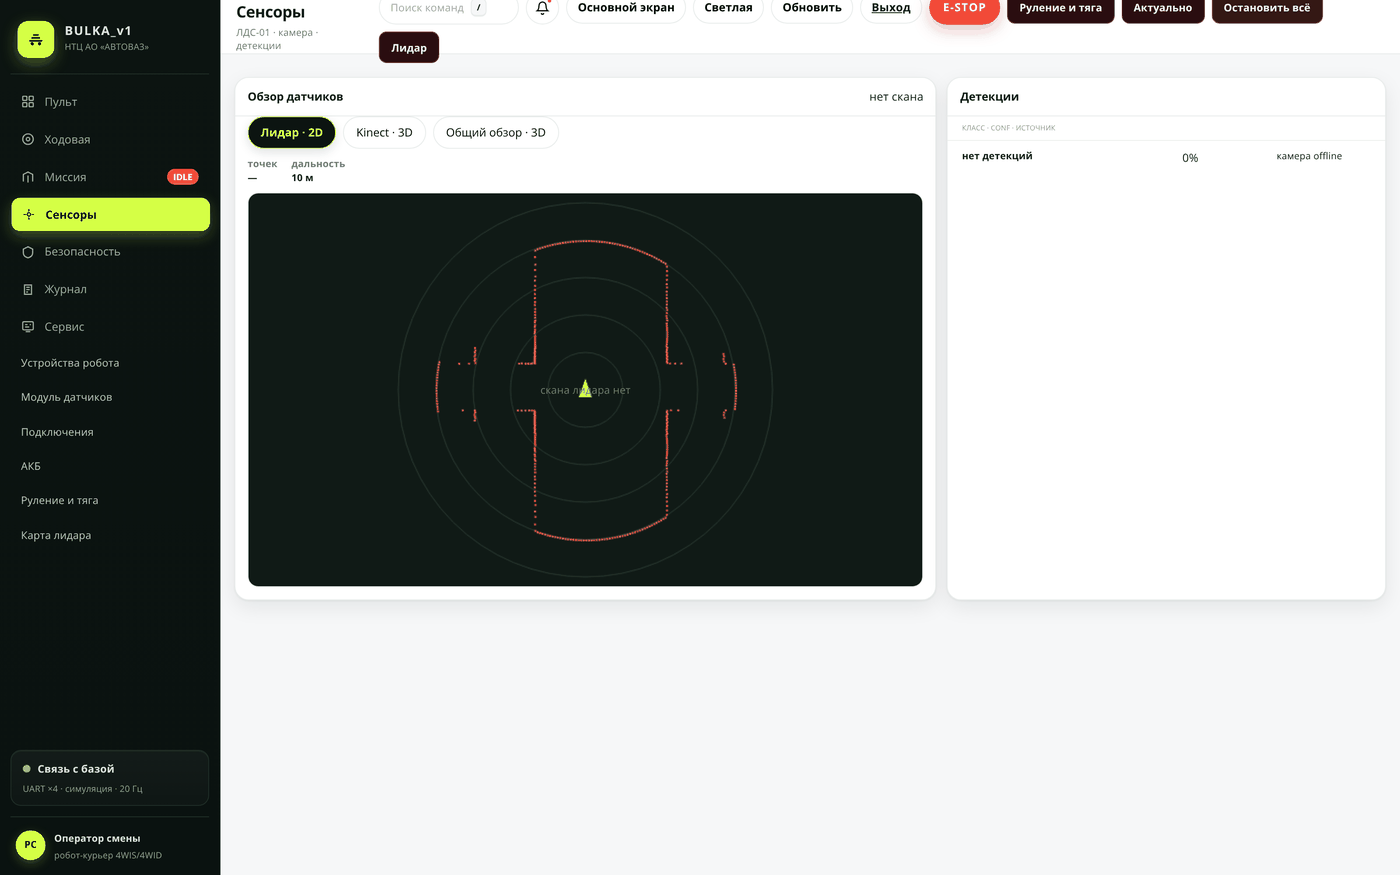 BULKA_v1
НТЦ АО «АВТОВАЗ»
Пульт
Ходовая
Миссия
IDLE
Сенсоры
Безопасность
Журнал
Сервис
Устройства робота
Модуль датчиков
Подключения
АКБ
Руление и тяга
Карта лидара
Связь с базой
UART ×4 · симуляция · 20 Гц
PC
Оператор смены
робот-курьер 4WIS/4WID
Сенсоры
ЛДС-01 · камера ·
детекции
Поиск команд
/
Основной экран
Светлая
Обновить
Выход
E-STOP
Руление и тяга
Актуально
Остановить всё
Лидар
Обзор датчиков
нет скана
Лидар · 2D
Kinect · 3D
Общий обзор · 3D
точек
дальность
—
10 м
скана лидара нет
Детекции
КЛАСС · CONF · ИСТОЧНИК
нет детекций
0%
камера offline